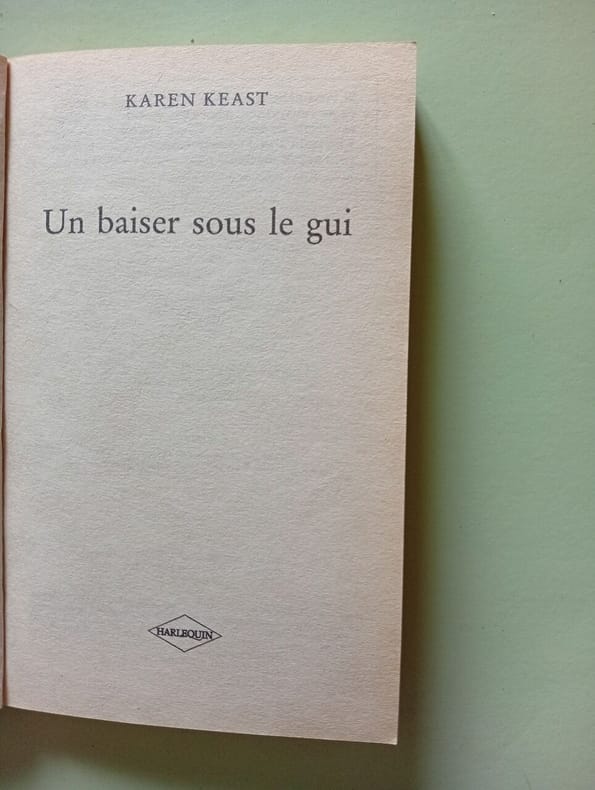 KAREN KEAST
Un baiser sous le gui
HARLEQUIN